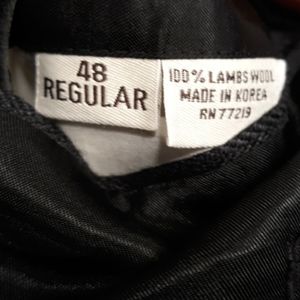 48
REGULAR
100% LAMBS WOOL
MADE IN KOREA
RN 77219